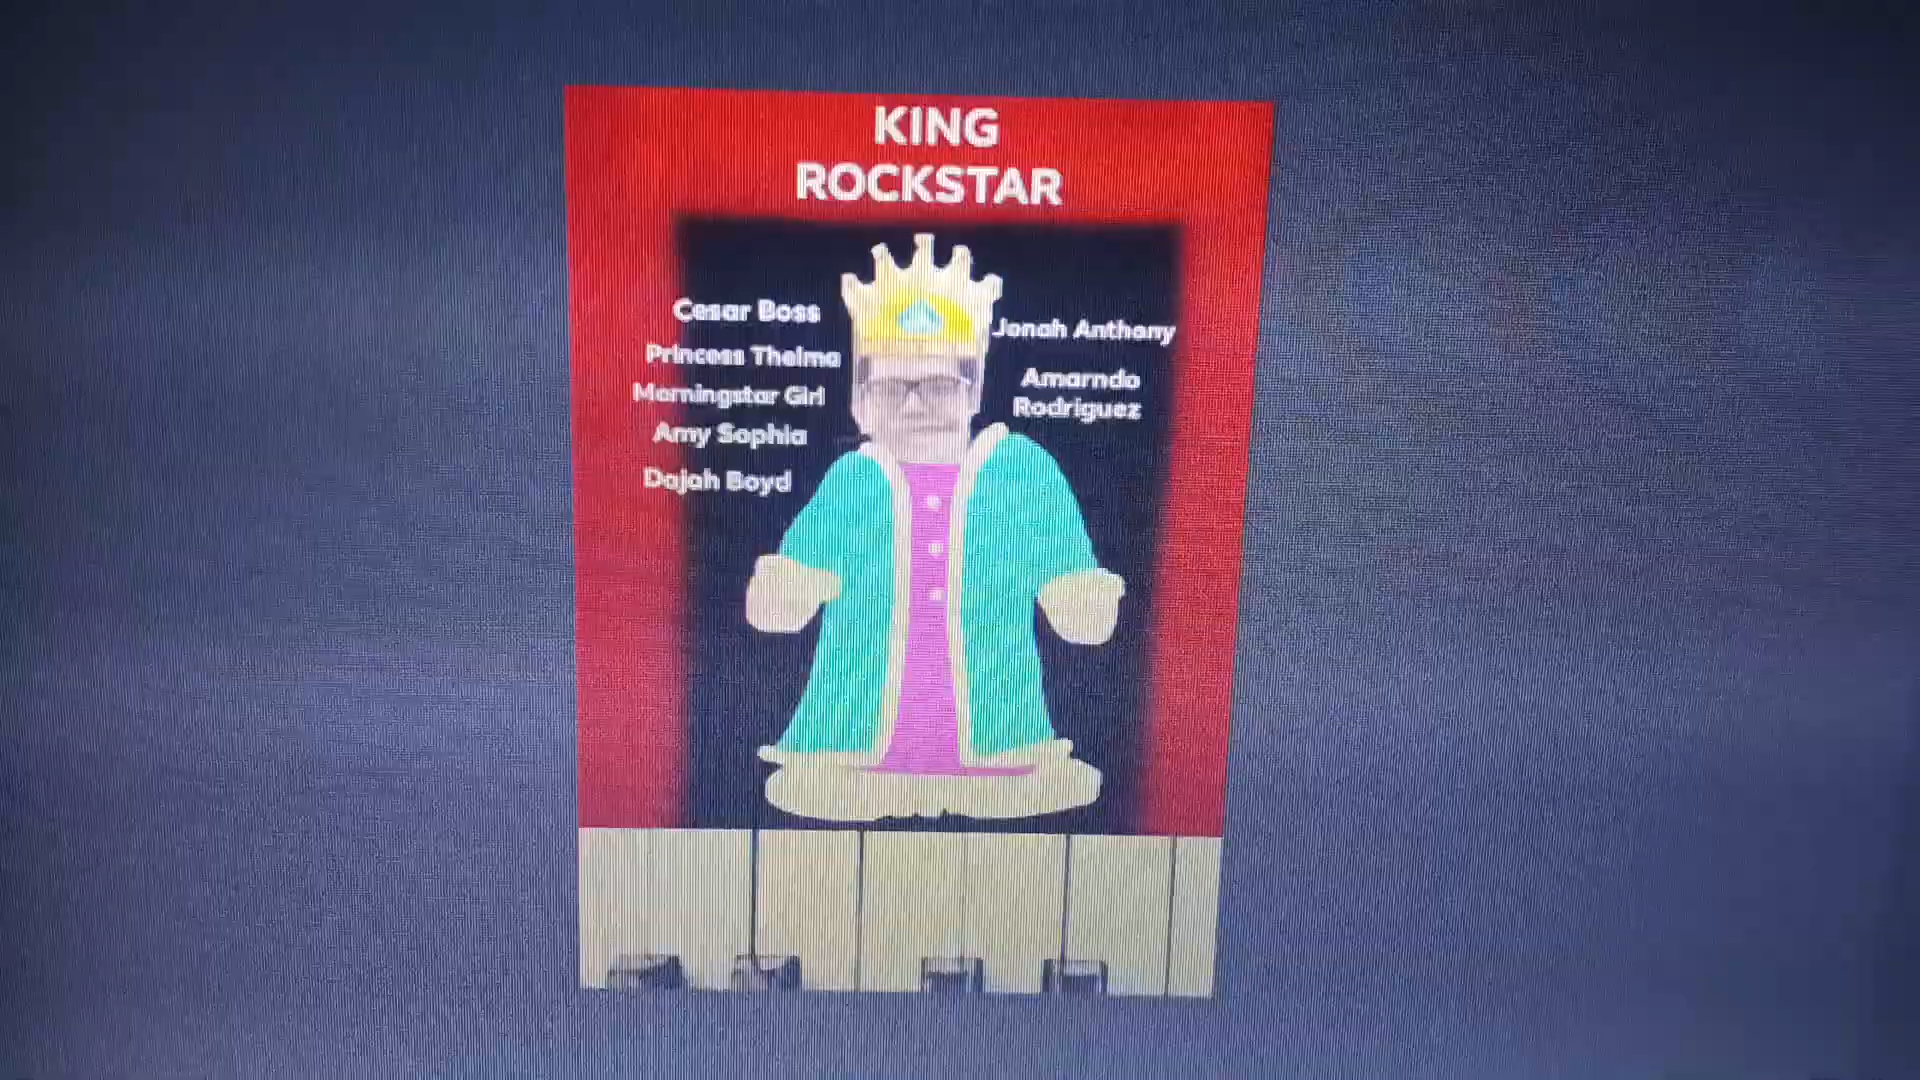 KING
ROCKSTAR
Cesar Boss
Princess Thelma
Morningstar Girl
Amy Sophia
Dajah Boyd
Jonah Anthony
Amarndo
Rodriguez